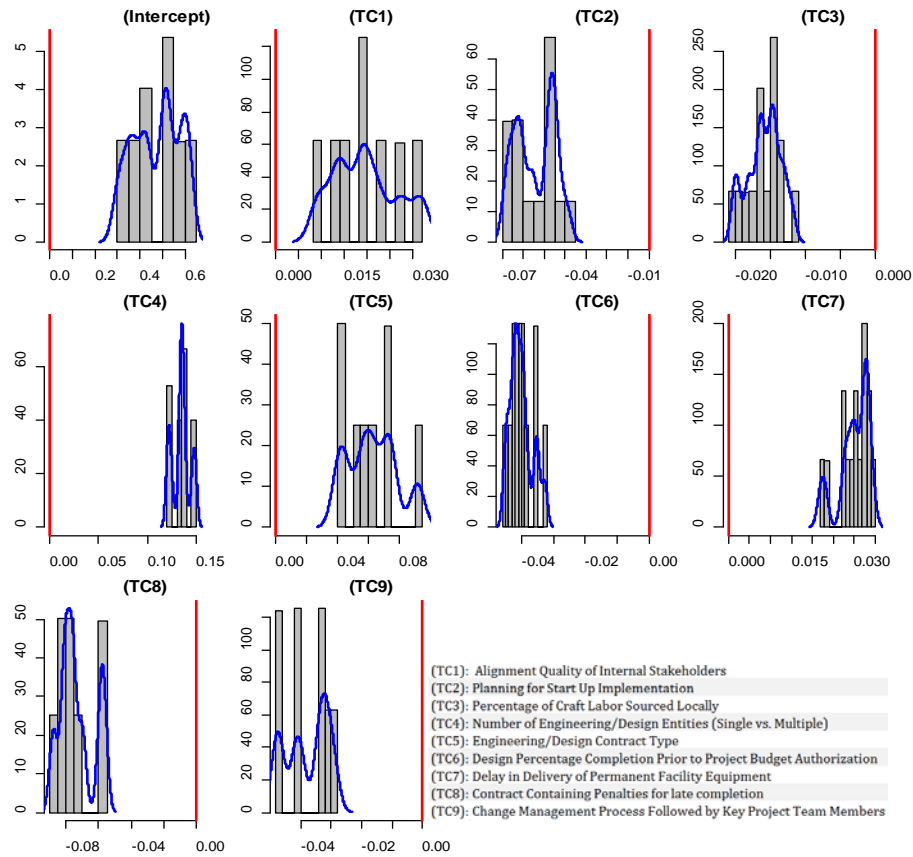 (Intercept)
(TC1)
(TC2)
(TC3)
5
4
3
2
1
0
120
100
80
60
40
20
0
60
50
40
30
20
10
0
250
200
150
100
50
0
0.0 0.2 0.4 0.6
0.000 0.015 0.030
-0.07 -0.04 -0.01
-0.020 -0.010 0.000
(TC4)
(TC5)
(TC6)
(TC7)
60
40
20
0
50
40
30
20
10
0
120
100
80
60
40
20
0
200
150
100
50
0
0.00 0.05 0.10 0.15
0.00 0.04 0.08
-0.04 0.00
0.000 0.015 0.030
(TC8)
(TC9)
50
40
30
20
10
0
120
100
80
60
40
20
0
-0.08 0.00
-0.04 0.00
(TC1): Alignment Quality of Internal Stakeholders
(TC2): Planning for Start Up Implementation
(TC3): Percentage of Craft Labor Sourced Locally
(TC4): Number of Engineering/Design Entities (Single vs. Multiple)
(TC5): Engineering/Design Contract Type
(TC6): Design Percentage Completion Prior to Project Budget Authorization
(TC7): Delay in Delivery of Permanent Facility Equipment
(TC8): Contract Containing Penalties for late completion
(TC9): Change Management Process Followed by Key Project Team Members